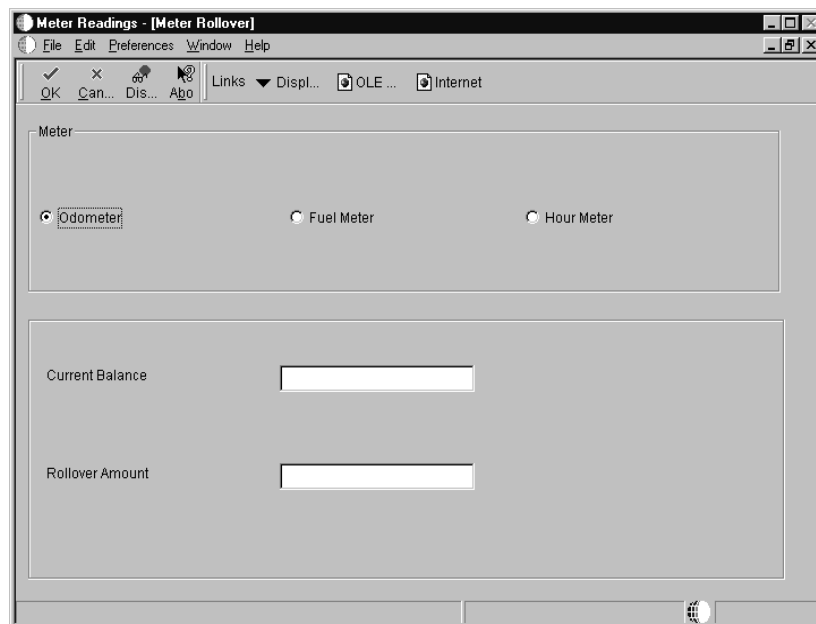 Meter Readings - [Meter Rollover]
File Edit Preferences Window Help
OK Can... Dis... Abo Links Displ... OLE ... Internet
Meter
Odometer Fuel Meter Hour Meter
Current Balance
Rollover Amount